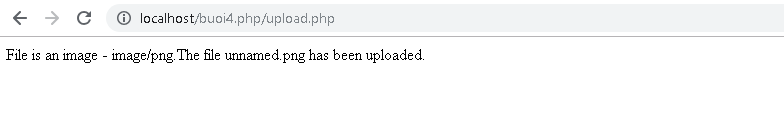 localhost/buoi4.php/upload.php
File is an image - image/png.The file unnamed.png has been uploaded.